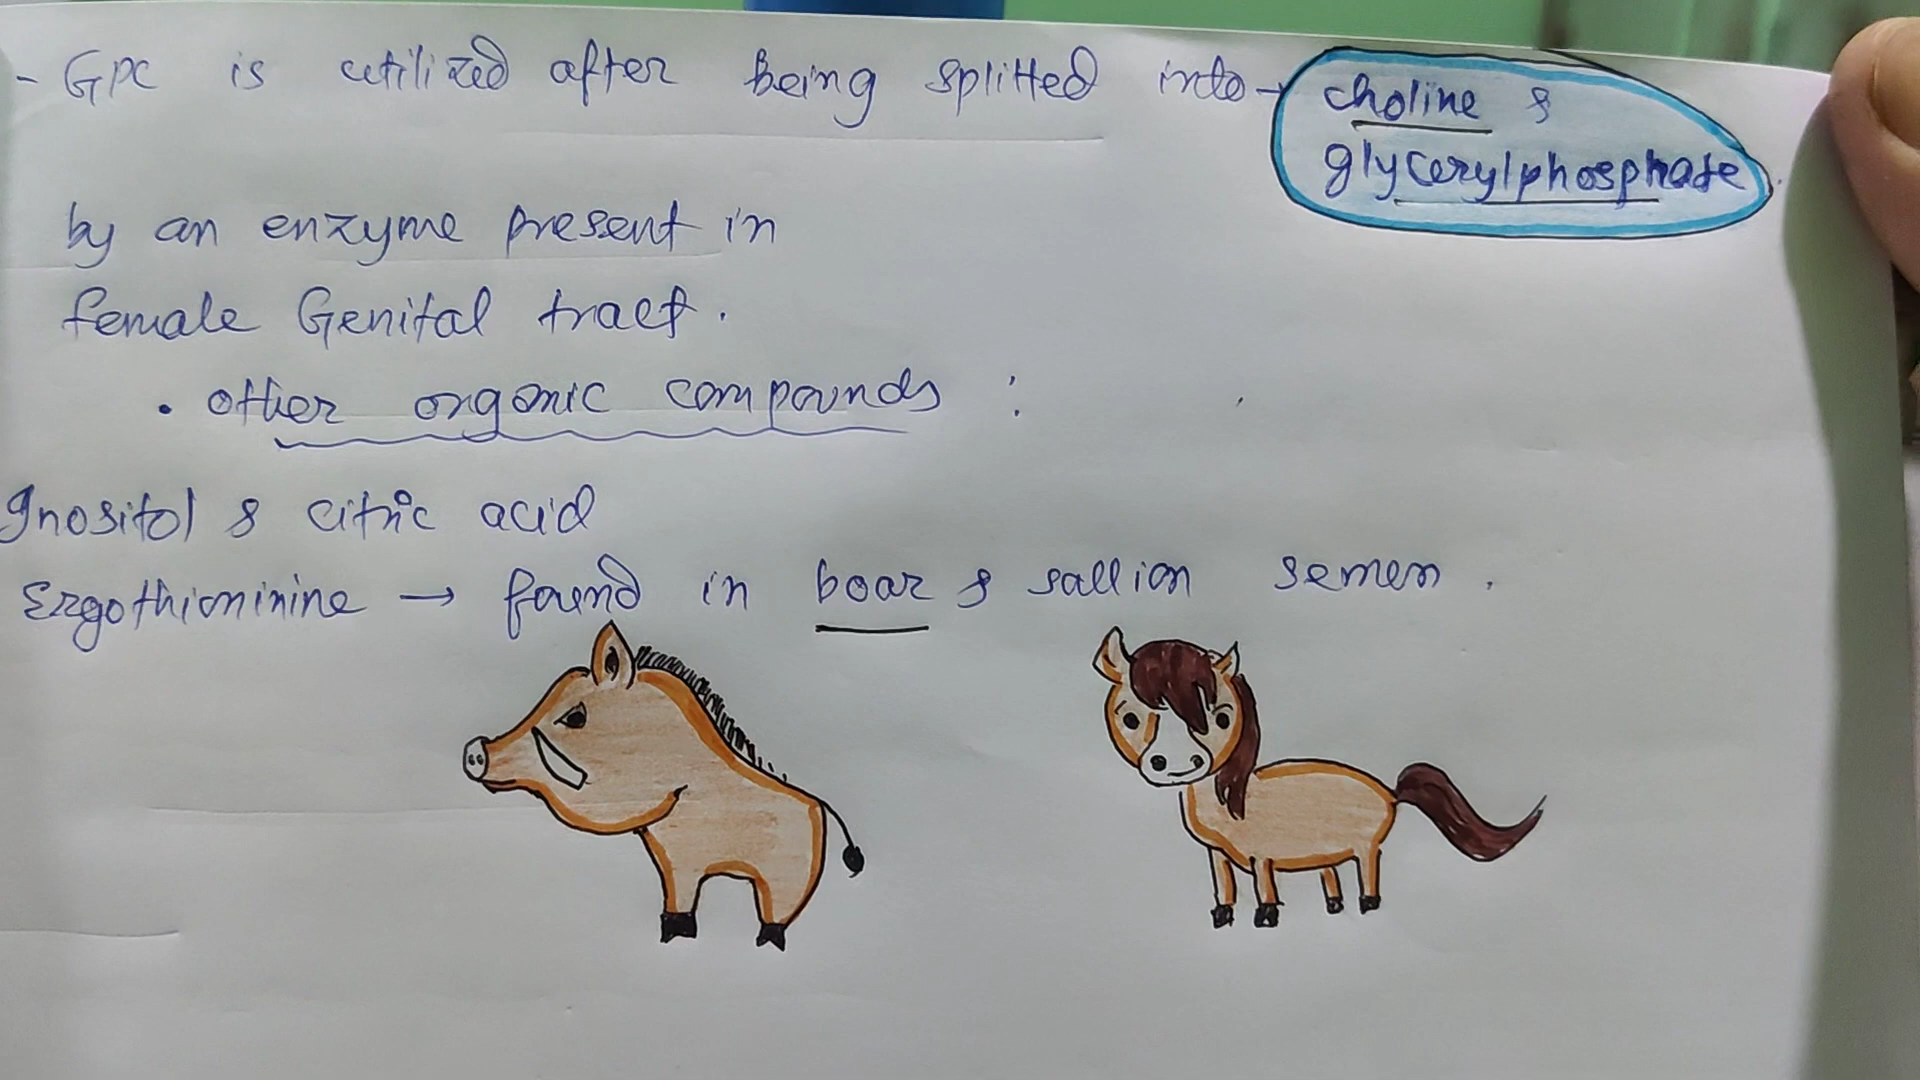 - GPC is utilized after being splitted into → choline &
glycerylphosphate
by an enzyme present in
female Genital tract.
• other organic compounds :
Inositol & citric acid
Ergothioninine → found in boar & sallion semen.